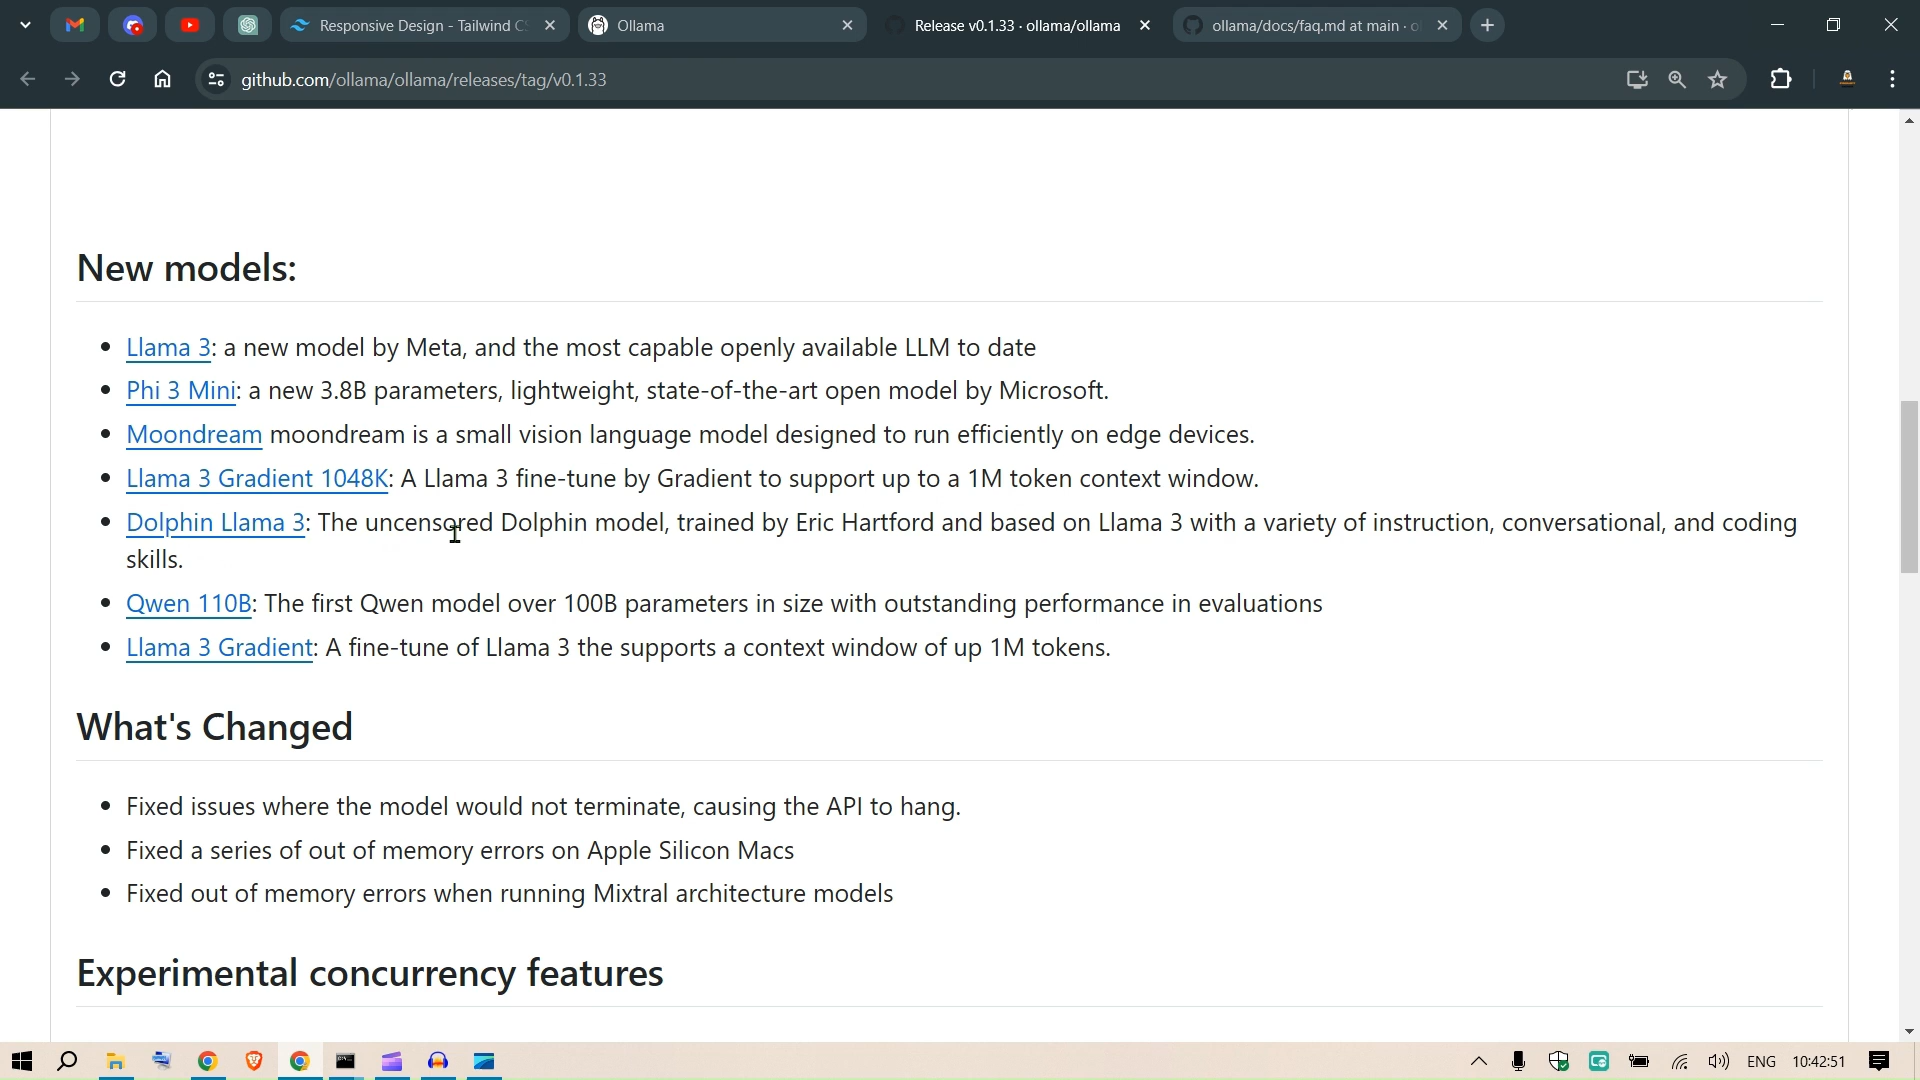 Responsive Design - Tailwind CS
Ollama
Release v0.1.33 · ollama/ollama
ollama/docs/faq.md at main · o
github.com/ollama/ollama/releases/tag/v0.1.33
New models:
Llama 3: a new model by Meta, and the most capable openly available LLM to date
Phi 3 Mini: a new 3.8B parameters, lightweight, state-of-the-art open model by Microsoft.
Moondream moondream is a small vision language model designed to run efficiently on edge devices.
Llama 3 Gradient 1048K: A Llama 3 fine-tune by Gradient to support up to a 1M token context window.
Dolphin Llama 3: The uncensored Dolphin model, trained by Eric Hartford and based on Llama 3 with a variety of instruction, conversational, and coding
skills.
Qwen 110B: The first Qwen model over 100B parameters in size with outstanding performance in evaluations
Llama 3 Gradient: A fine-tune of Llama 3 the supports a context window of up 1M tokens.
What's Changed
Fixed issues where the model would not terminate, causing the API to hang.
Fixed a series of out of memory errors on Apple Silicon Macs
Fixed out of memory errors when running Mixtral architecture models
Experimental concurrency features
ENG
10:42:51